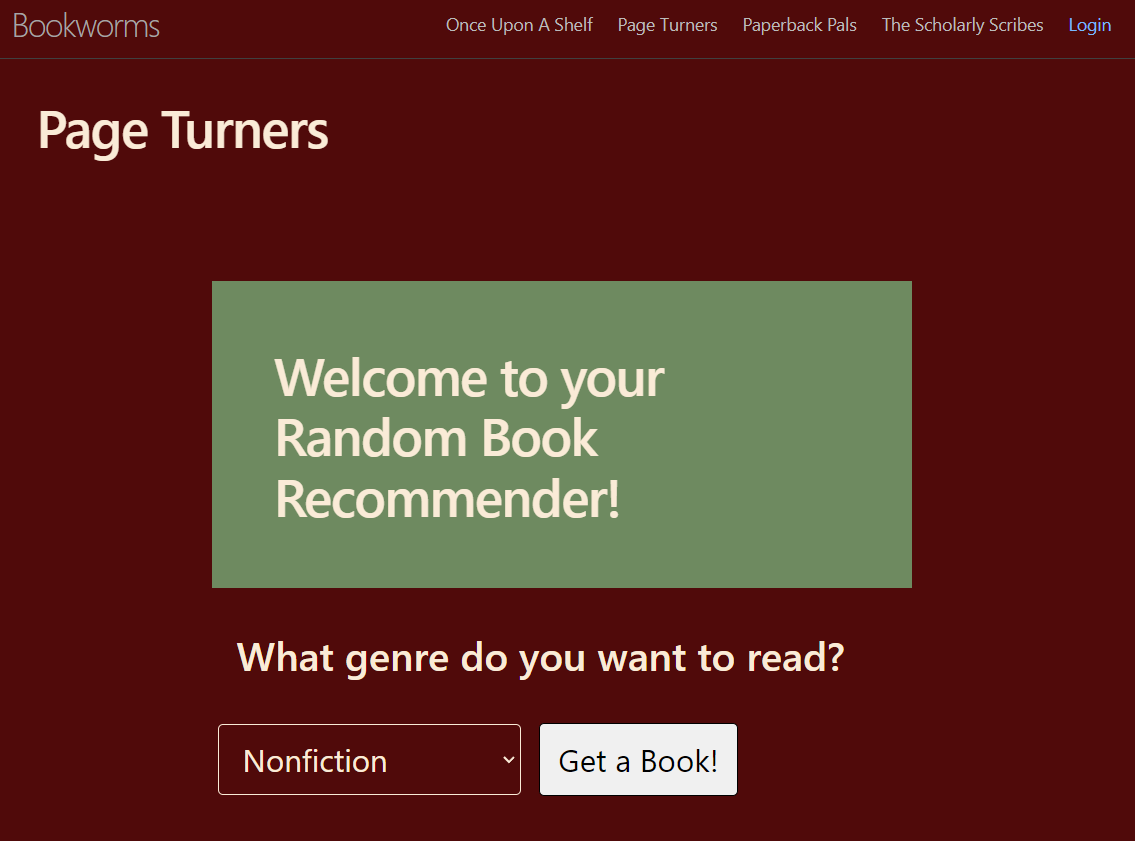 Bookworms
Once Upon A Shelf Page Turners Paperback Pals The Scholarly Scribes Login
Page Turners
Welcome to your
Random Book
Recommender!
What genre do you want to read?
Nonfiction
Get a Book!